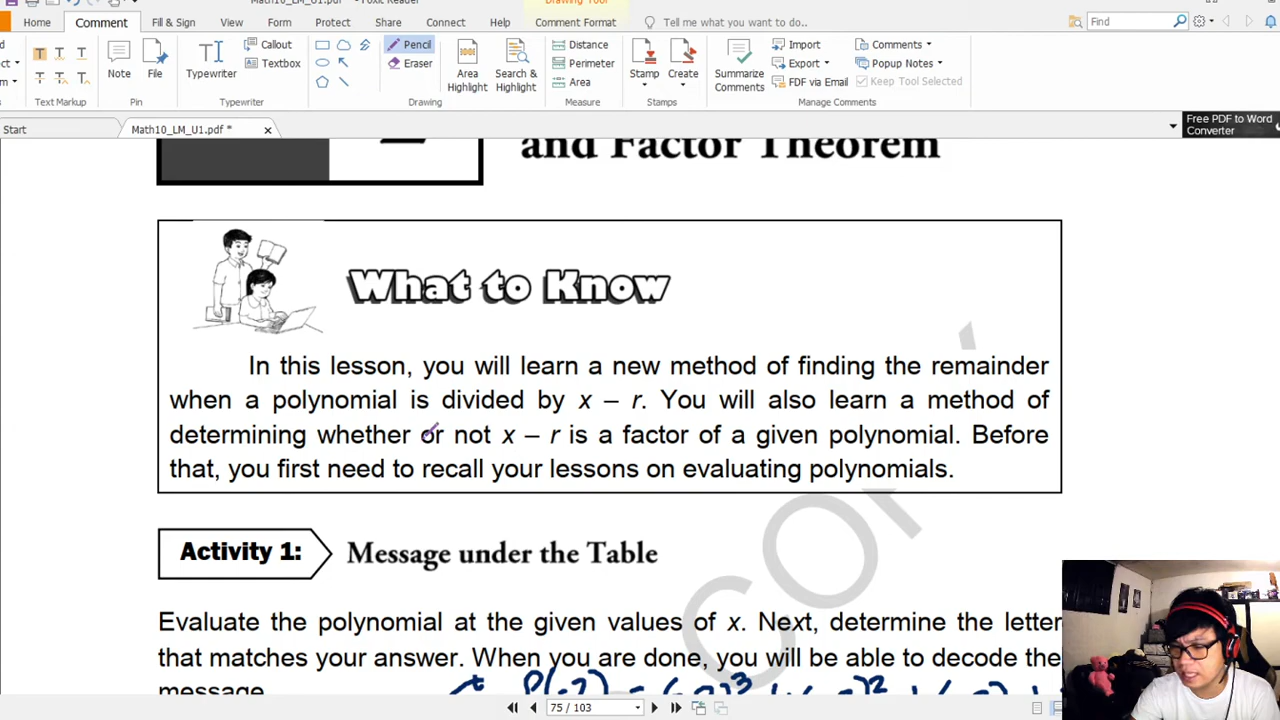 Math10_LM_U1.pdf * - Foxit Reader
Drawing Tool
Home Comment Fill & Sign View Form Protect Share Connect Help Comment Format Tell me what you want to do... Find
Callout Pencil Distance Import Comments
Note File Typewriter Textbox Eraser Area Highlight Search & Highlight Perimeter Stamp Create Summarize Comments Export Popup Notes
Area FDF via Email Keep Tool Selected
Text Markup Pin Typewriter Drawing Measure Stamps Manage Comments
Start Math10_LM_U1.pdf * Free PDF to Word Converter
and Factor Theorem
What to Know
In this lesson, you will learn a new method of finding the remainder
when a polynomial is divided by x – r. You will also learn a method of
determining whether or not x – r is a factor of a given polynomial. Before
that, you first need to recall your lessons on evaluating polynomials.
Activity 1: Message under the Table
Evaluate the polynomial at the given values of x. Next, determine the letter
that matches your answer. When you are done, you will be able to decode the
message.
75 / 103